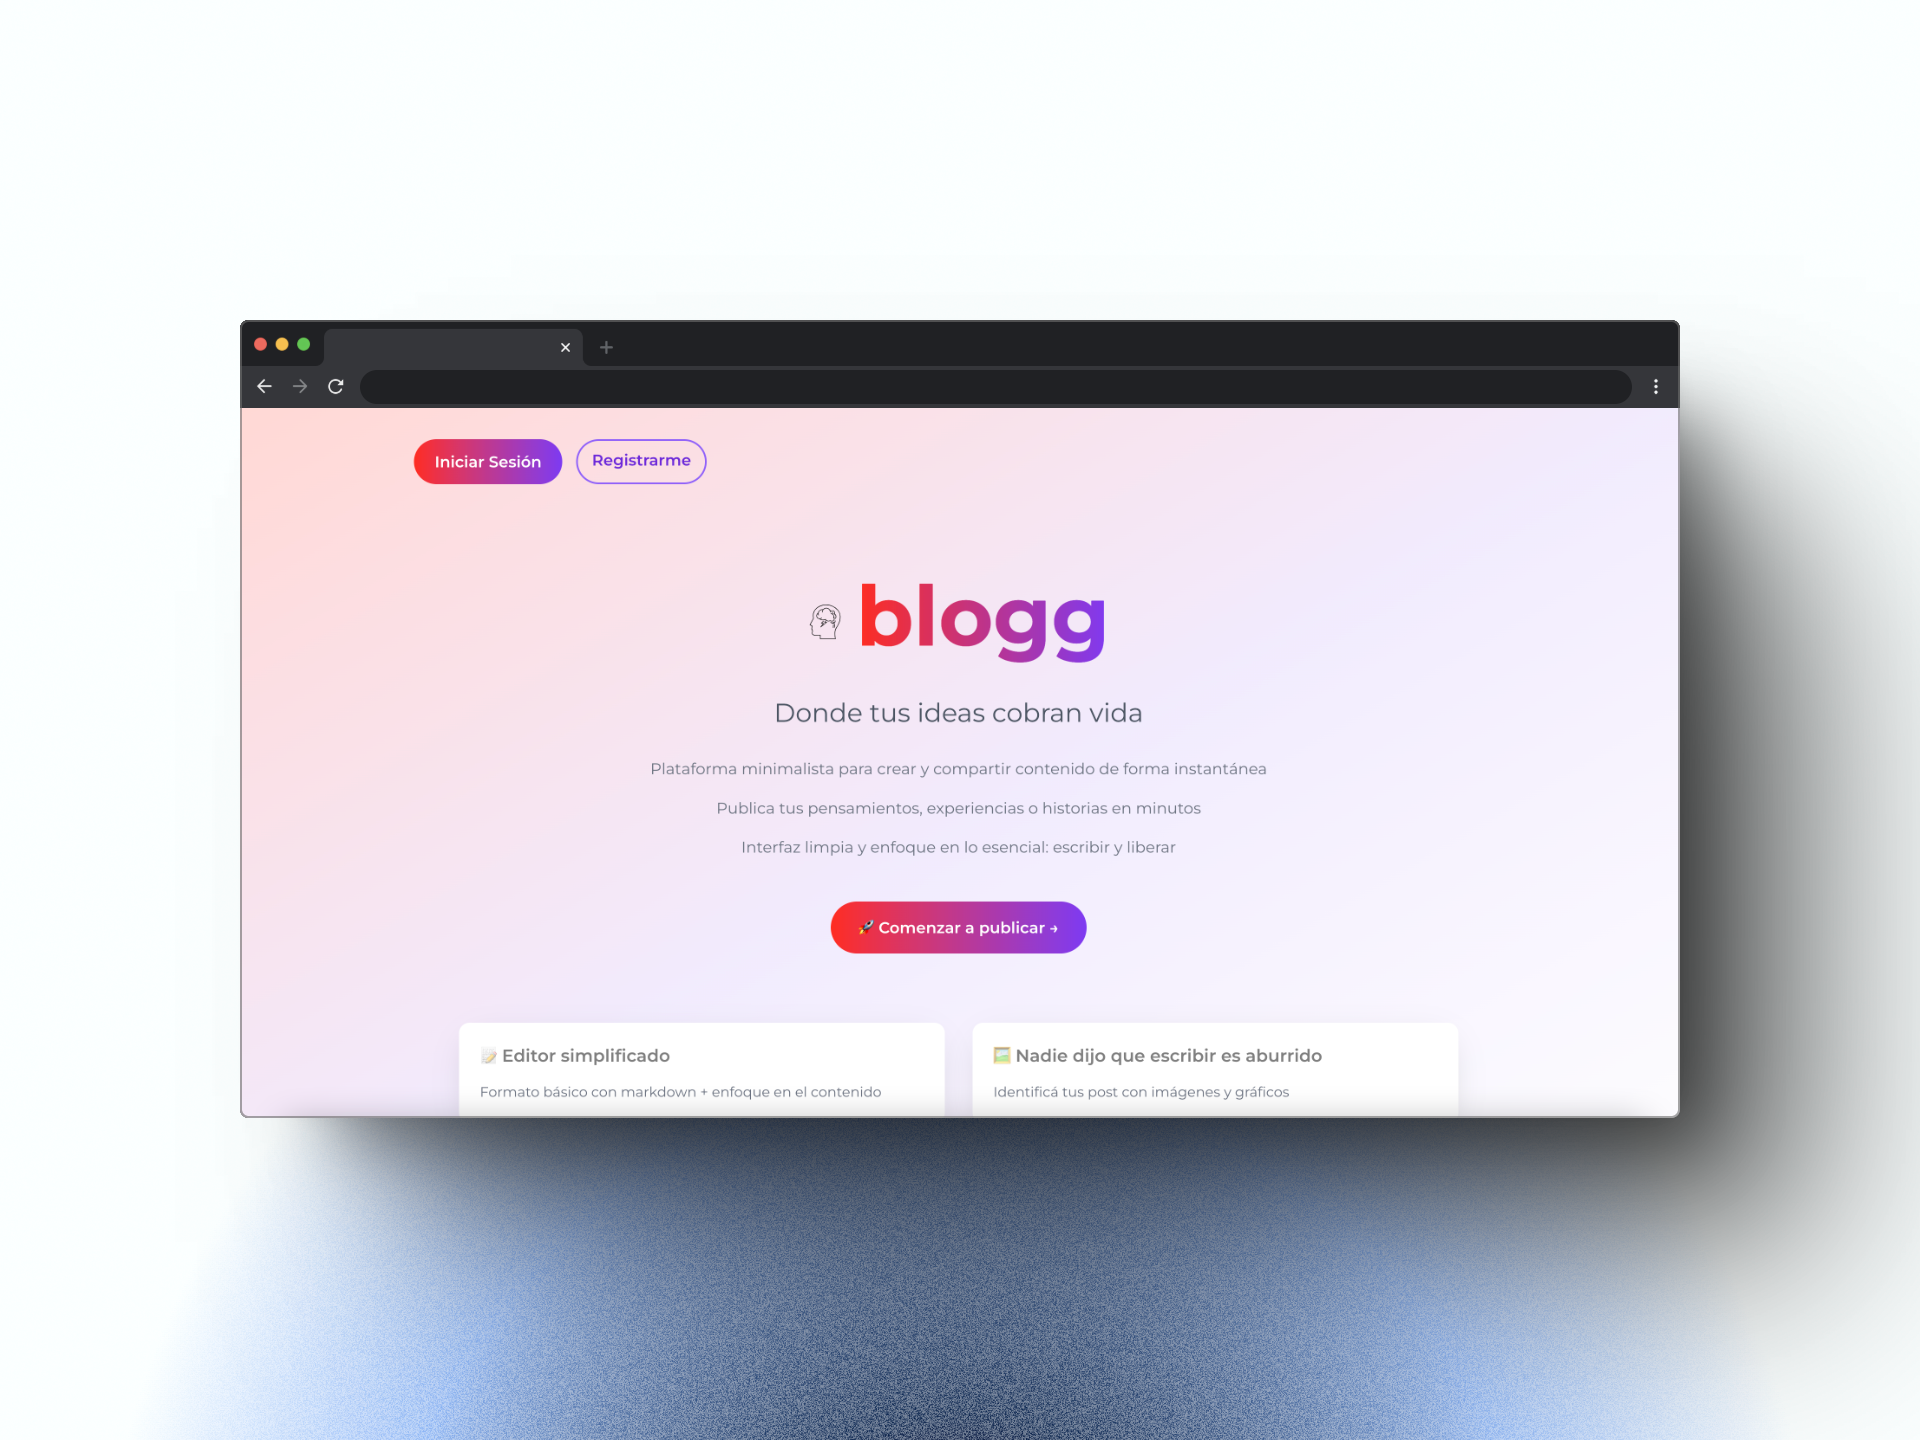 Iniciar Sesión
Registrarme
blogg
Donde tus ideas cobran vida
Plataforma minimalista para crear y compartir contenido de forma instantánea
Publica tus pensamientos, experiencias o historias en minutos
Interfaz limpia y enfoque en lo esencial: escribir y liberar
🚀 Comenzar a publicar →
📝 Editor simplificado
Formato básico con markdown + enfoque en el contenido
🖼️ Nadie dijo que escribir es aburrido
Identificá tus post con imágenes y gráficos